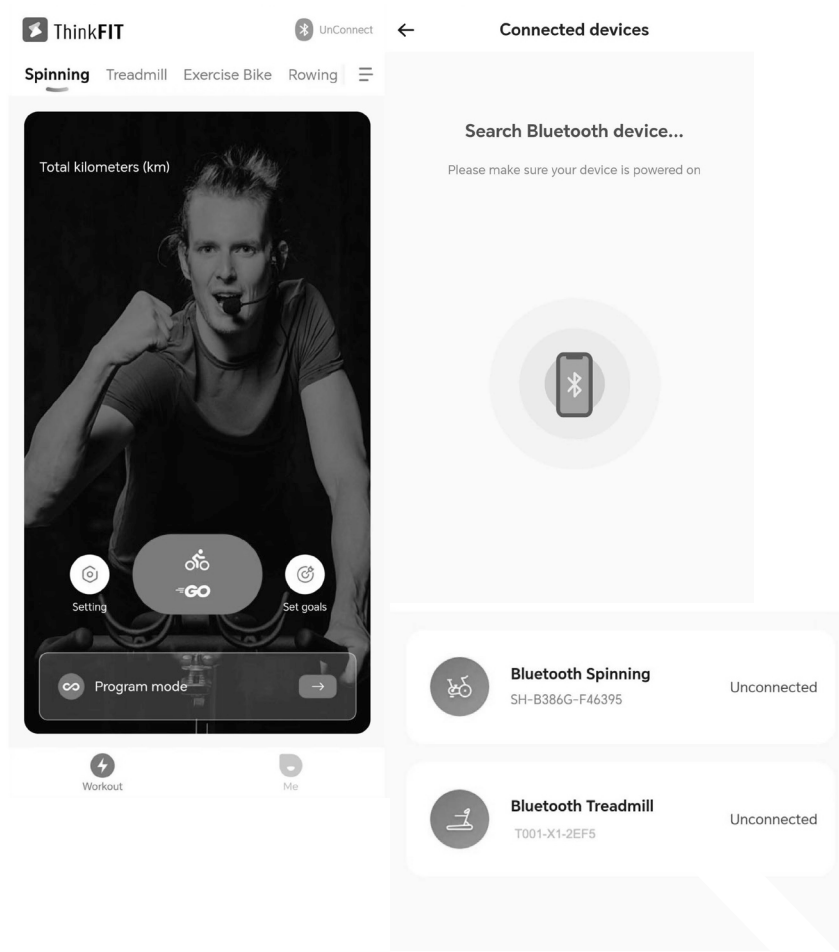 ThinkFIT
UnConnect
Spinning Treadmill Exercise Bike Rowing
Total kilometers (km)
GO
Setting
Set goals
Program mode
Workout
Me
Connected devices
Search Bluetooth device...
Please make sure your device is powered on
Bluetooth Spinning
SH-B386G-F46395
Unconnected
Bluetooth Treadmill
T001-X1-2EF5
Unconnected